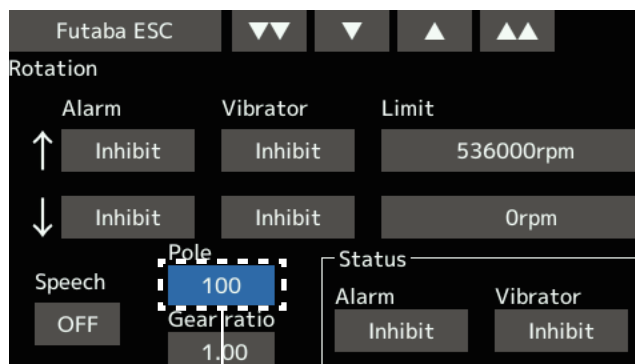 Futaba ESC ▼▼ ▼ ▲ ▲▲
Rotation
Alarm Vibrator Limit
↑ Inhibit Inhibit 536000rpm
↓ Inhibit Inhibit 0rpm
Pole
Status
Speech 100 Alarm Vibrator
OFF Gear ratio Inhibit Inhibit
1.00